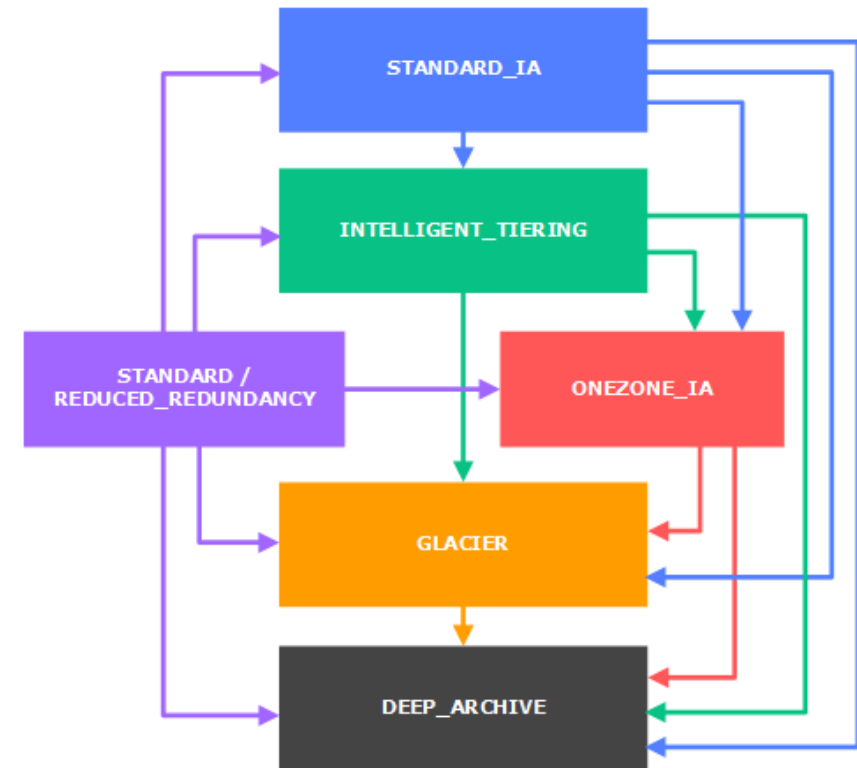 STANDARD_IA
INTELLIGENT_TIERING
STANDARD /
REDUCED_REDUNDANCY
ONEZONE_IA
GLACIER
DEEP_ARCHIVE